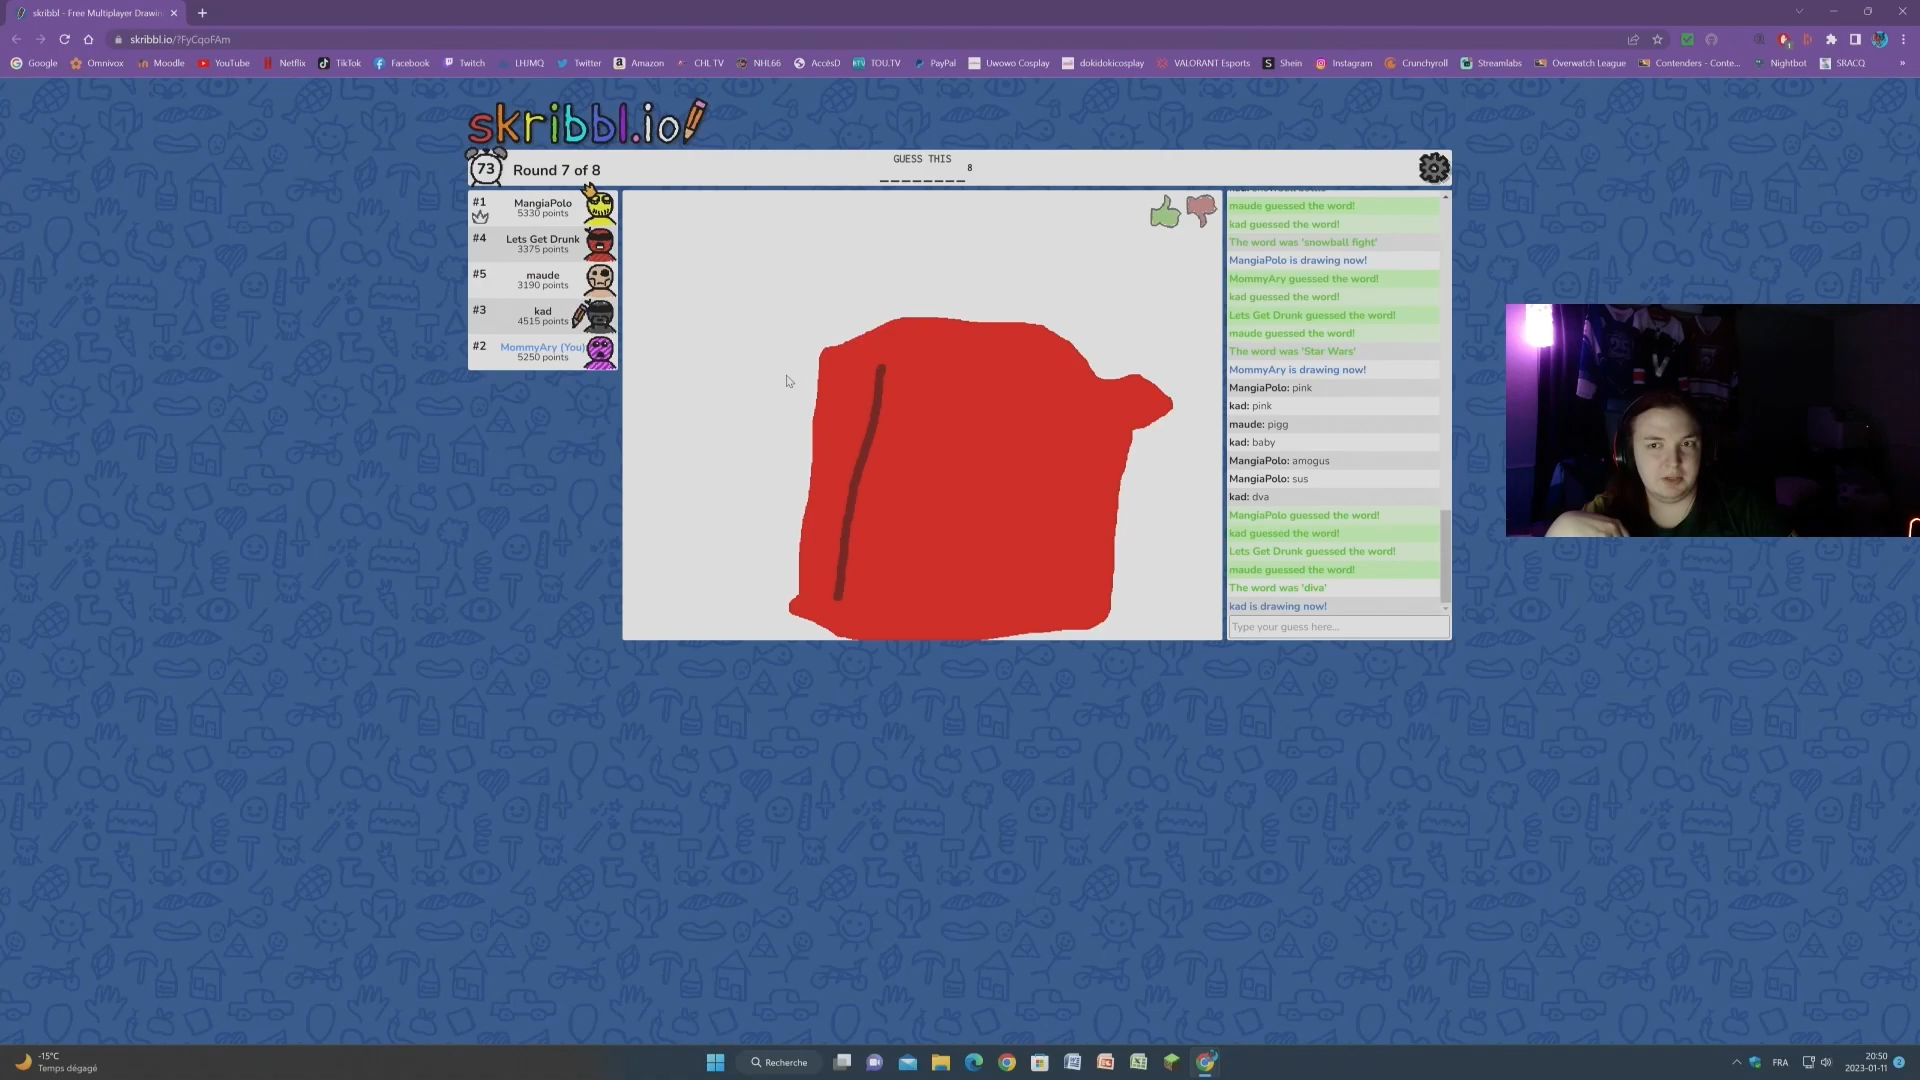 skribbl - Free Multiplayer Drawin
skribbl.io/?FyCqoFAm
Google Omnivox Moodle YouTube Netflix TikTok Facebook Twitch LHJMQ Twitter Amazon CHL TV NHL66 AccèsD TOU.TV PayPal Uwowo Cosplay dokidokicosplay VALORANT Esports Shein Instagram Crunchyroll Streamlabs Overwatch League Contenders - Conte... Nightbot SRACQ »
skribbl.io
73 Round 7 of 8
GUESS THIS
________ 8
#1 MangiaPolo
5330 points
#4 Lets Get Drunk
3375 points
#5 maude
3190 points
#3 kad
4515 points
#2 MommyAry (You)
5250 points
maude guessed the word!
kad guessed the word!
The word was 'snowball fight'
MangiaPolo is drawing now!
MommyAry guessed the word!
kad guessed the word!
Lets Get Drunk guessed the word!
maude guessed the word!
The word was 'Star Wars'
MommyAry is drawing now!
MangiaPolo: pink
kad: pink
maude: pigg
kad: baby
MangiaPolo: amogus
MangiaPolo: sus
kad: dva
MangiaPolo guessed the word!
kad guessed the word!
Lets Get Drunk guessed the word!
maude guessed the word!
The word was 'diva'
kad is drawing now!
Type your guess here...
-15°C
Temps dégagé
Recherche
FRA
20:50
2023-01-11
2